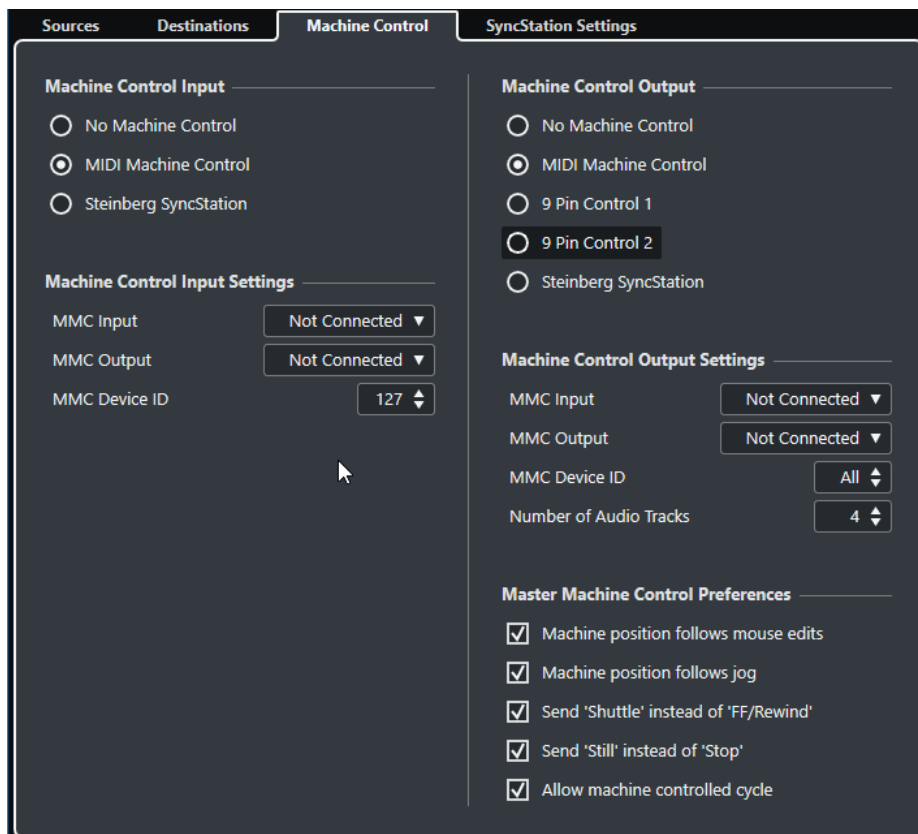 Sources Destinations Machine Control SyncStation Settings
Machine Control Input
No Machine Control
MIDI Machine Control
Steinberg SyncStation
Machine Control Input Settings
MMC Input Not Connected
MMC Output Not Connected
MMC Device ID 127
Machine Control Output
No Machine Control
MIDI Machine Control
9 Pin Control 1
9 Pin Control 2
Steinberg SyncStation
Machine Control Output Settings
MMC Input Not Connected
MMC Output Not Connected
MMC Device ID All
Number of Audio Tracks 4
Master Machine Control Preferences
Machine position follows mouse edits
Machine position follows jog
Send 'Shuttle' instead of 'FF/Rewind'
Send 'Still' instead of 'Stop'
Allow machine controlled cycle